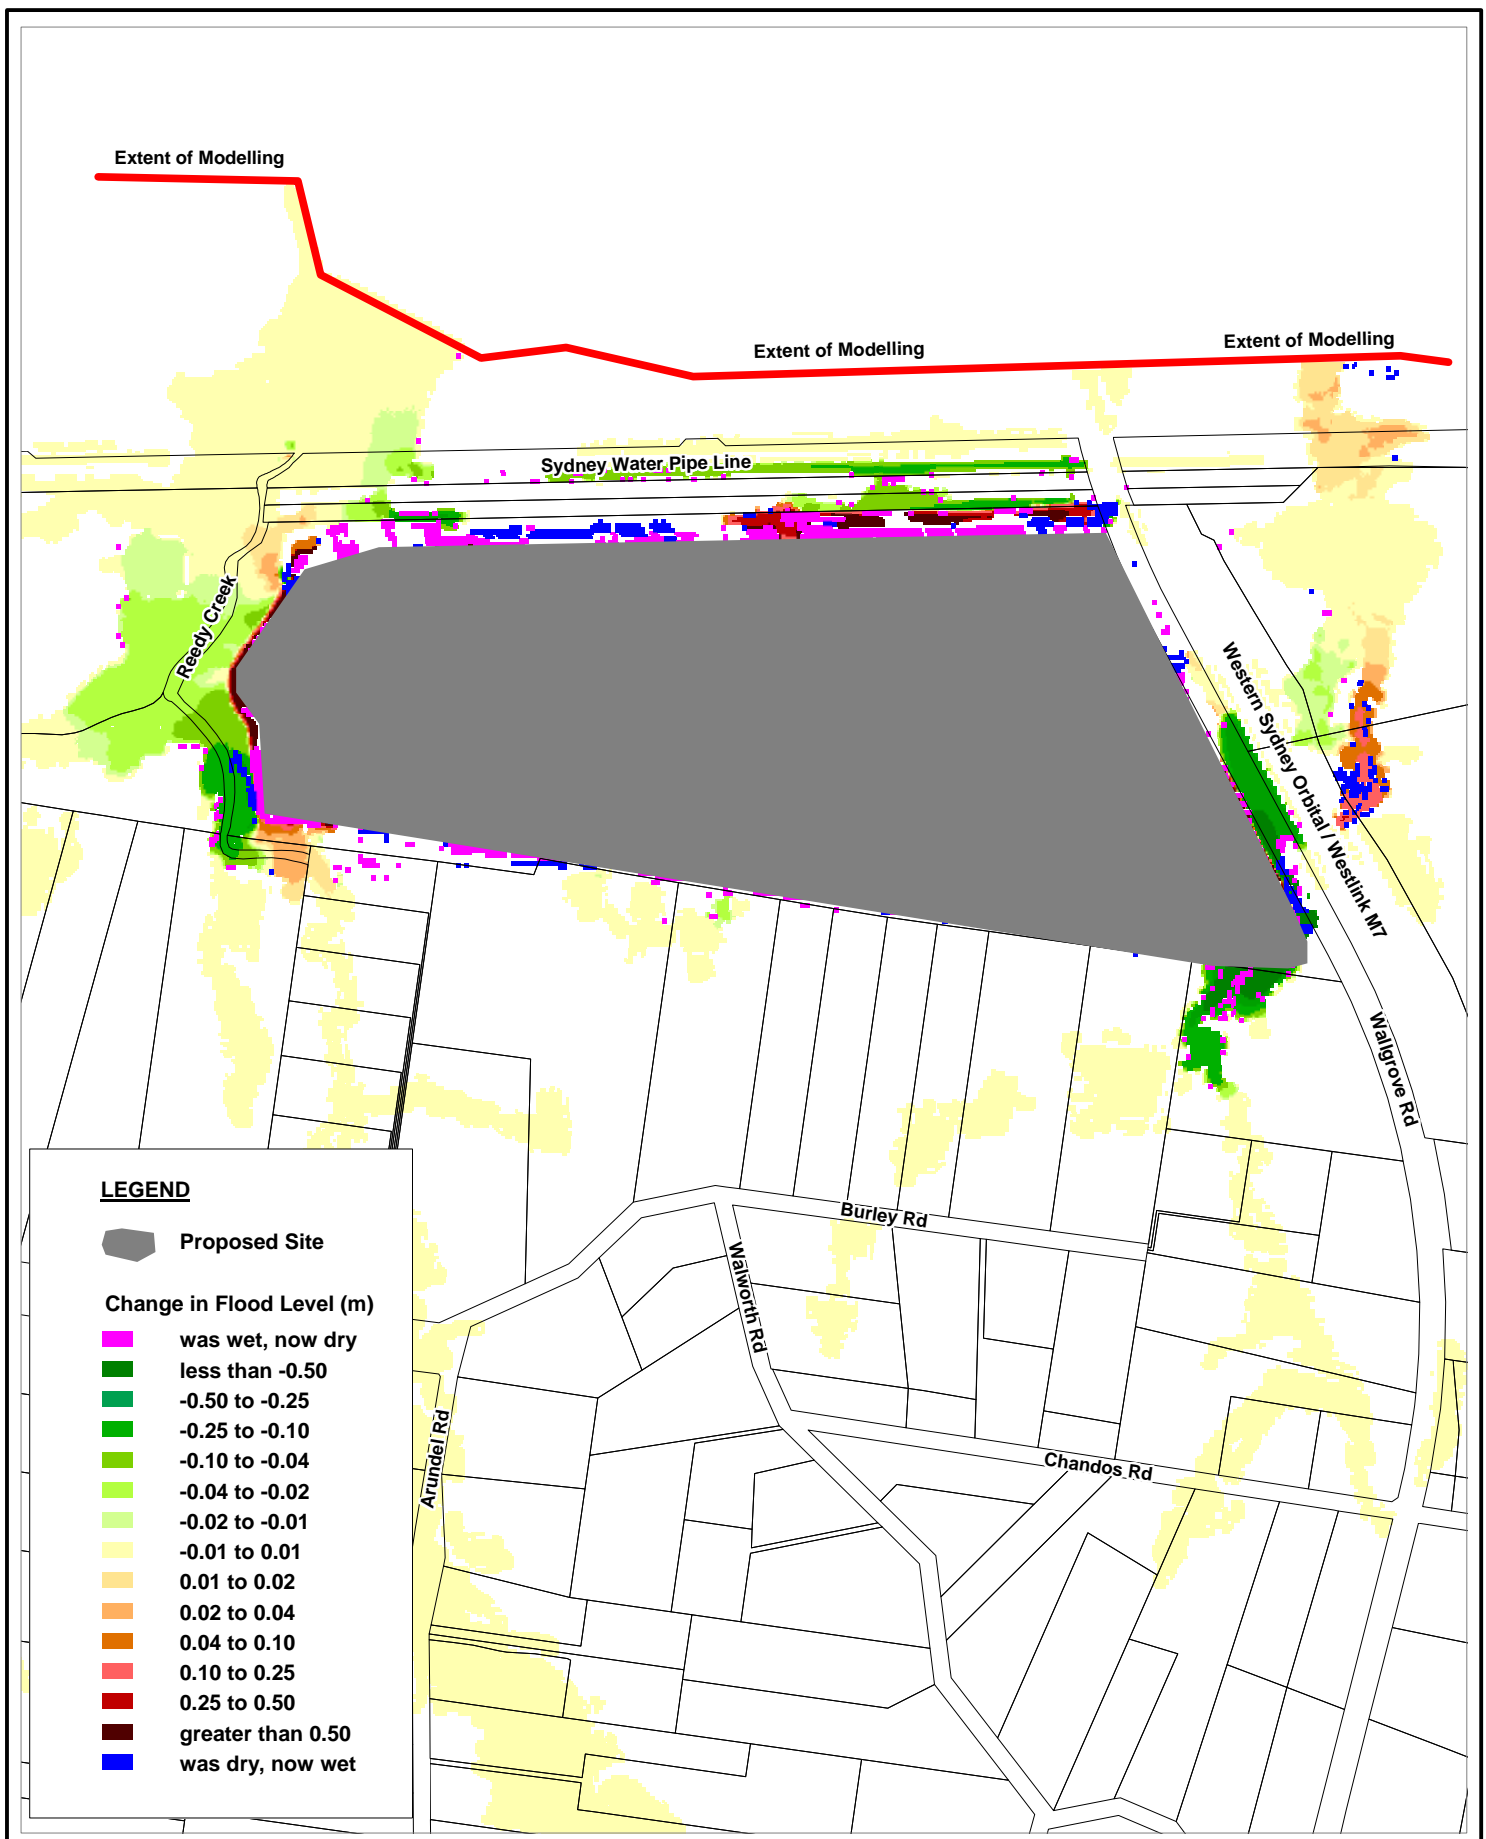 Extent of Modelling
Extent of Modelling
Extent of Modelling
Sydney Water Pipe Line
Reedy Creek
Western Sydney Orbital / Westlink M7
Wallgrove Rd
Burley Rd
Walworth Rd
Chandos Rd
Arundel Rd
LEGEND
Proposed Site
Change in Flood Level (m)
was wet, now dry
less than -0.50
-0.50 to -0.25
-0.25 to -0.10
-0.10 to -0.04
-0.04 to -0.02
-0.02 to -0.01
-0.01 to 0.01
0.01 to 0.02
0.02 to 0.04
0.04 to 0.10
0.10 to 0.25
0.25 to 0.50
greater than 0.50
was dry, now wet